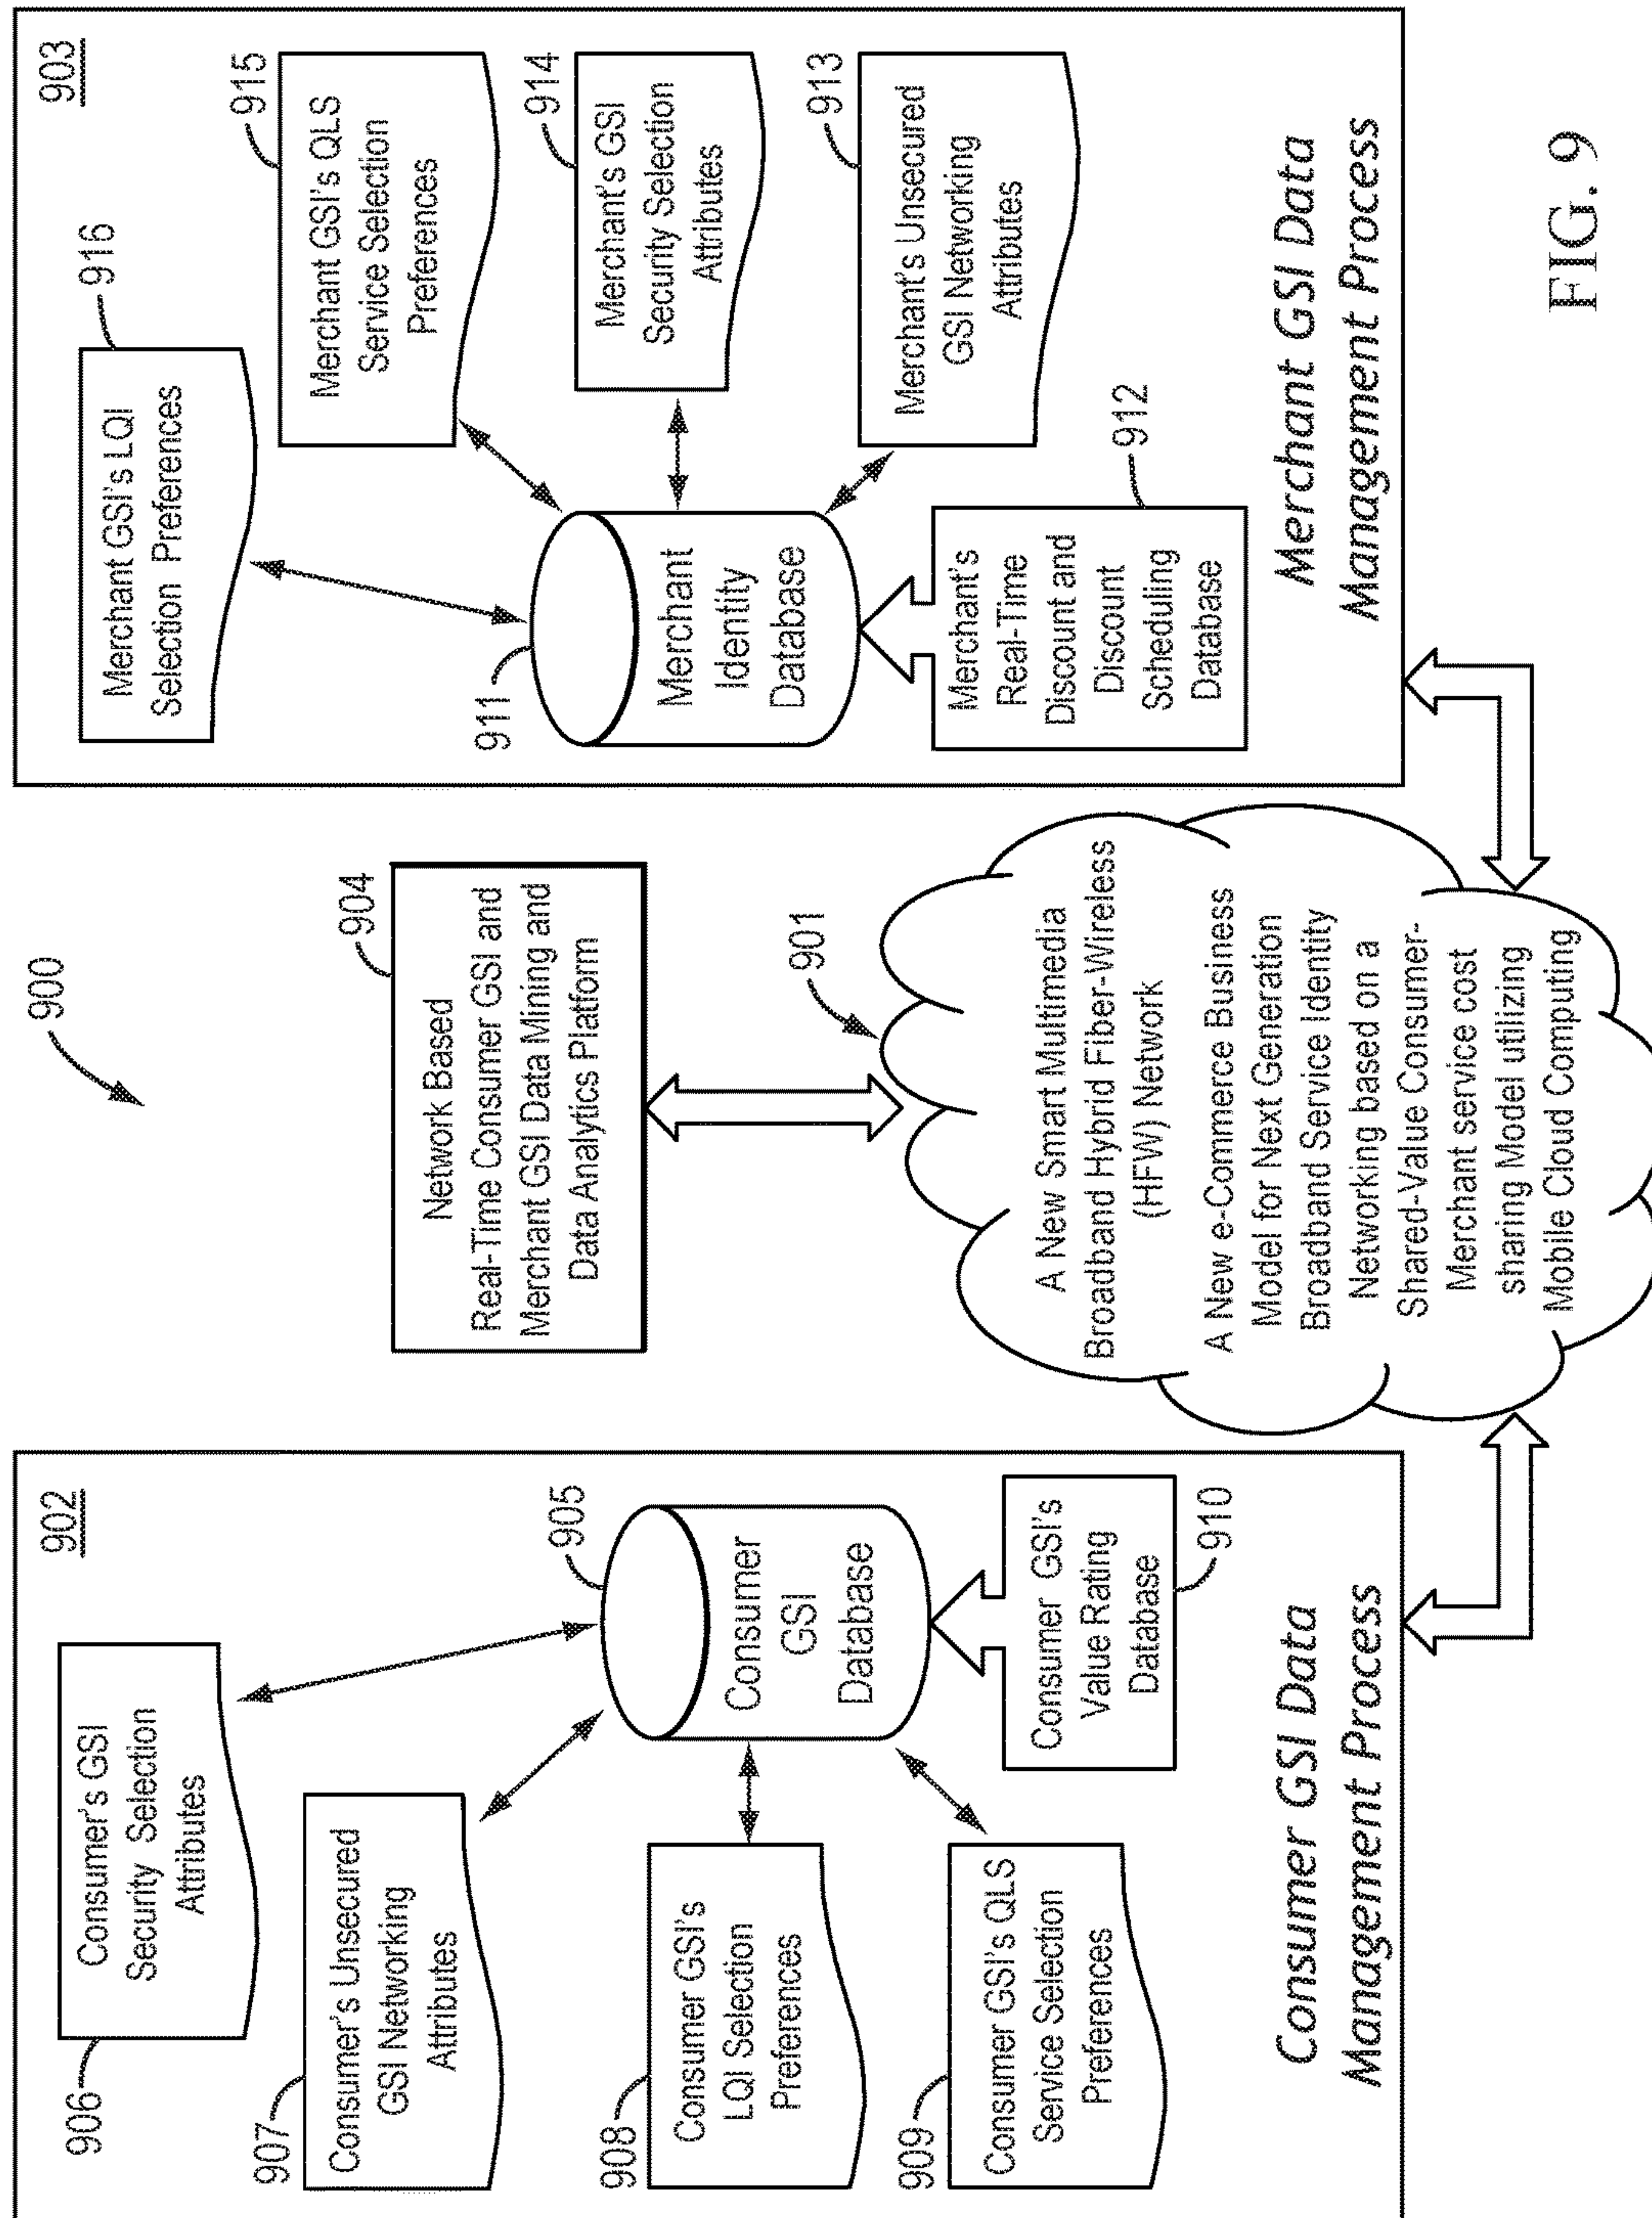 900
902
906
Consumer's GSI
Security Selection
Attributes
907
Consumer's Unsecured
GSI Networking
Attributes
908
Consumer GSI's
LQI Selection
Preferences
909
Consumer GSI's QLS
Service Selection
Preferences
905
Consumer
GSI
Database
Consumer GSI's
Value Rating
Database
910
Consumer GSI Data
Management Process
904
Network Based
Real-Time Consumer GSI and
Merchant GSI Data Mining and
Data Analytics Platform
901
A New Smart Multimedia
Broadband Hybrid Fiber-Wireless
(HFW) Network
A New e-Commerce Business
Model for Next Generation
Broadband Service Identity
Networking based on a
Shared-Value Consumer-
Merchant service cost
sharing Model utilizing
Mobile Cloud Computing
903
Merchant GSI's LQI
Selection Preferences
916
915
Merchant GSI's QLS
Service Selection
Preferences
914
Merchant's GSI
Security Selection
Attributes
913
Merchant's Unsecured
GSI Networking
Attributes
911
Merchant
Identity
Database
912
Merchant's
Real-Time
Discount and
Discount
Scheduling
Database
Merchant GSI Data
Management Process
FIG. 9